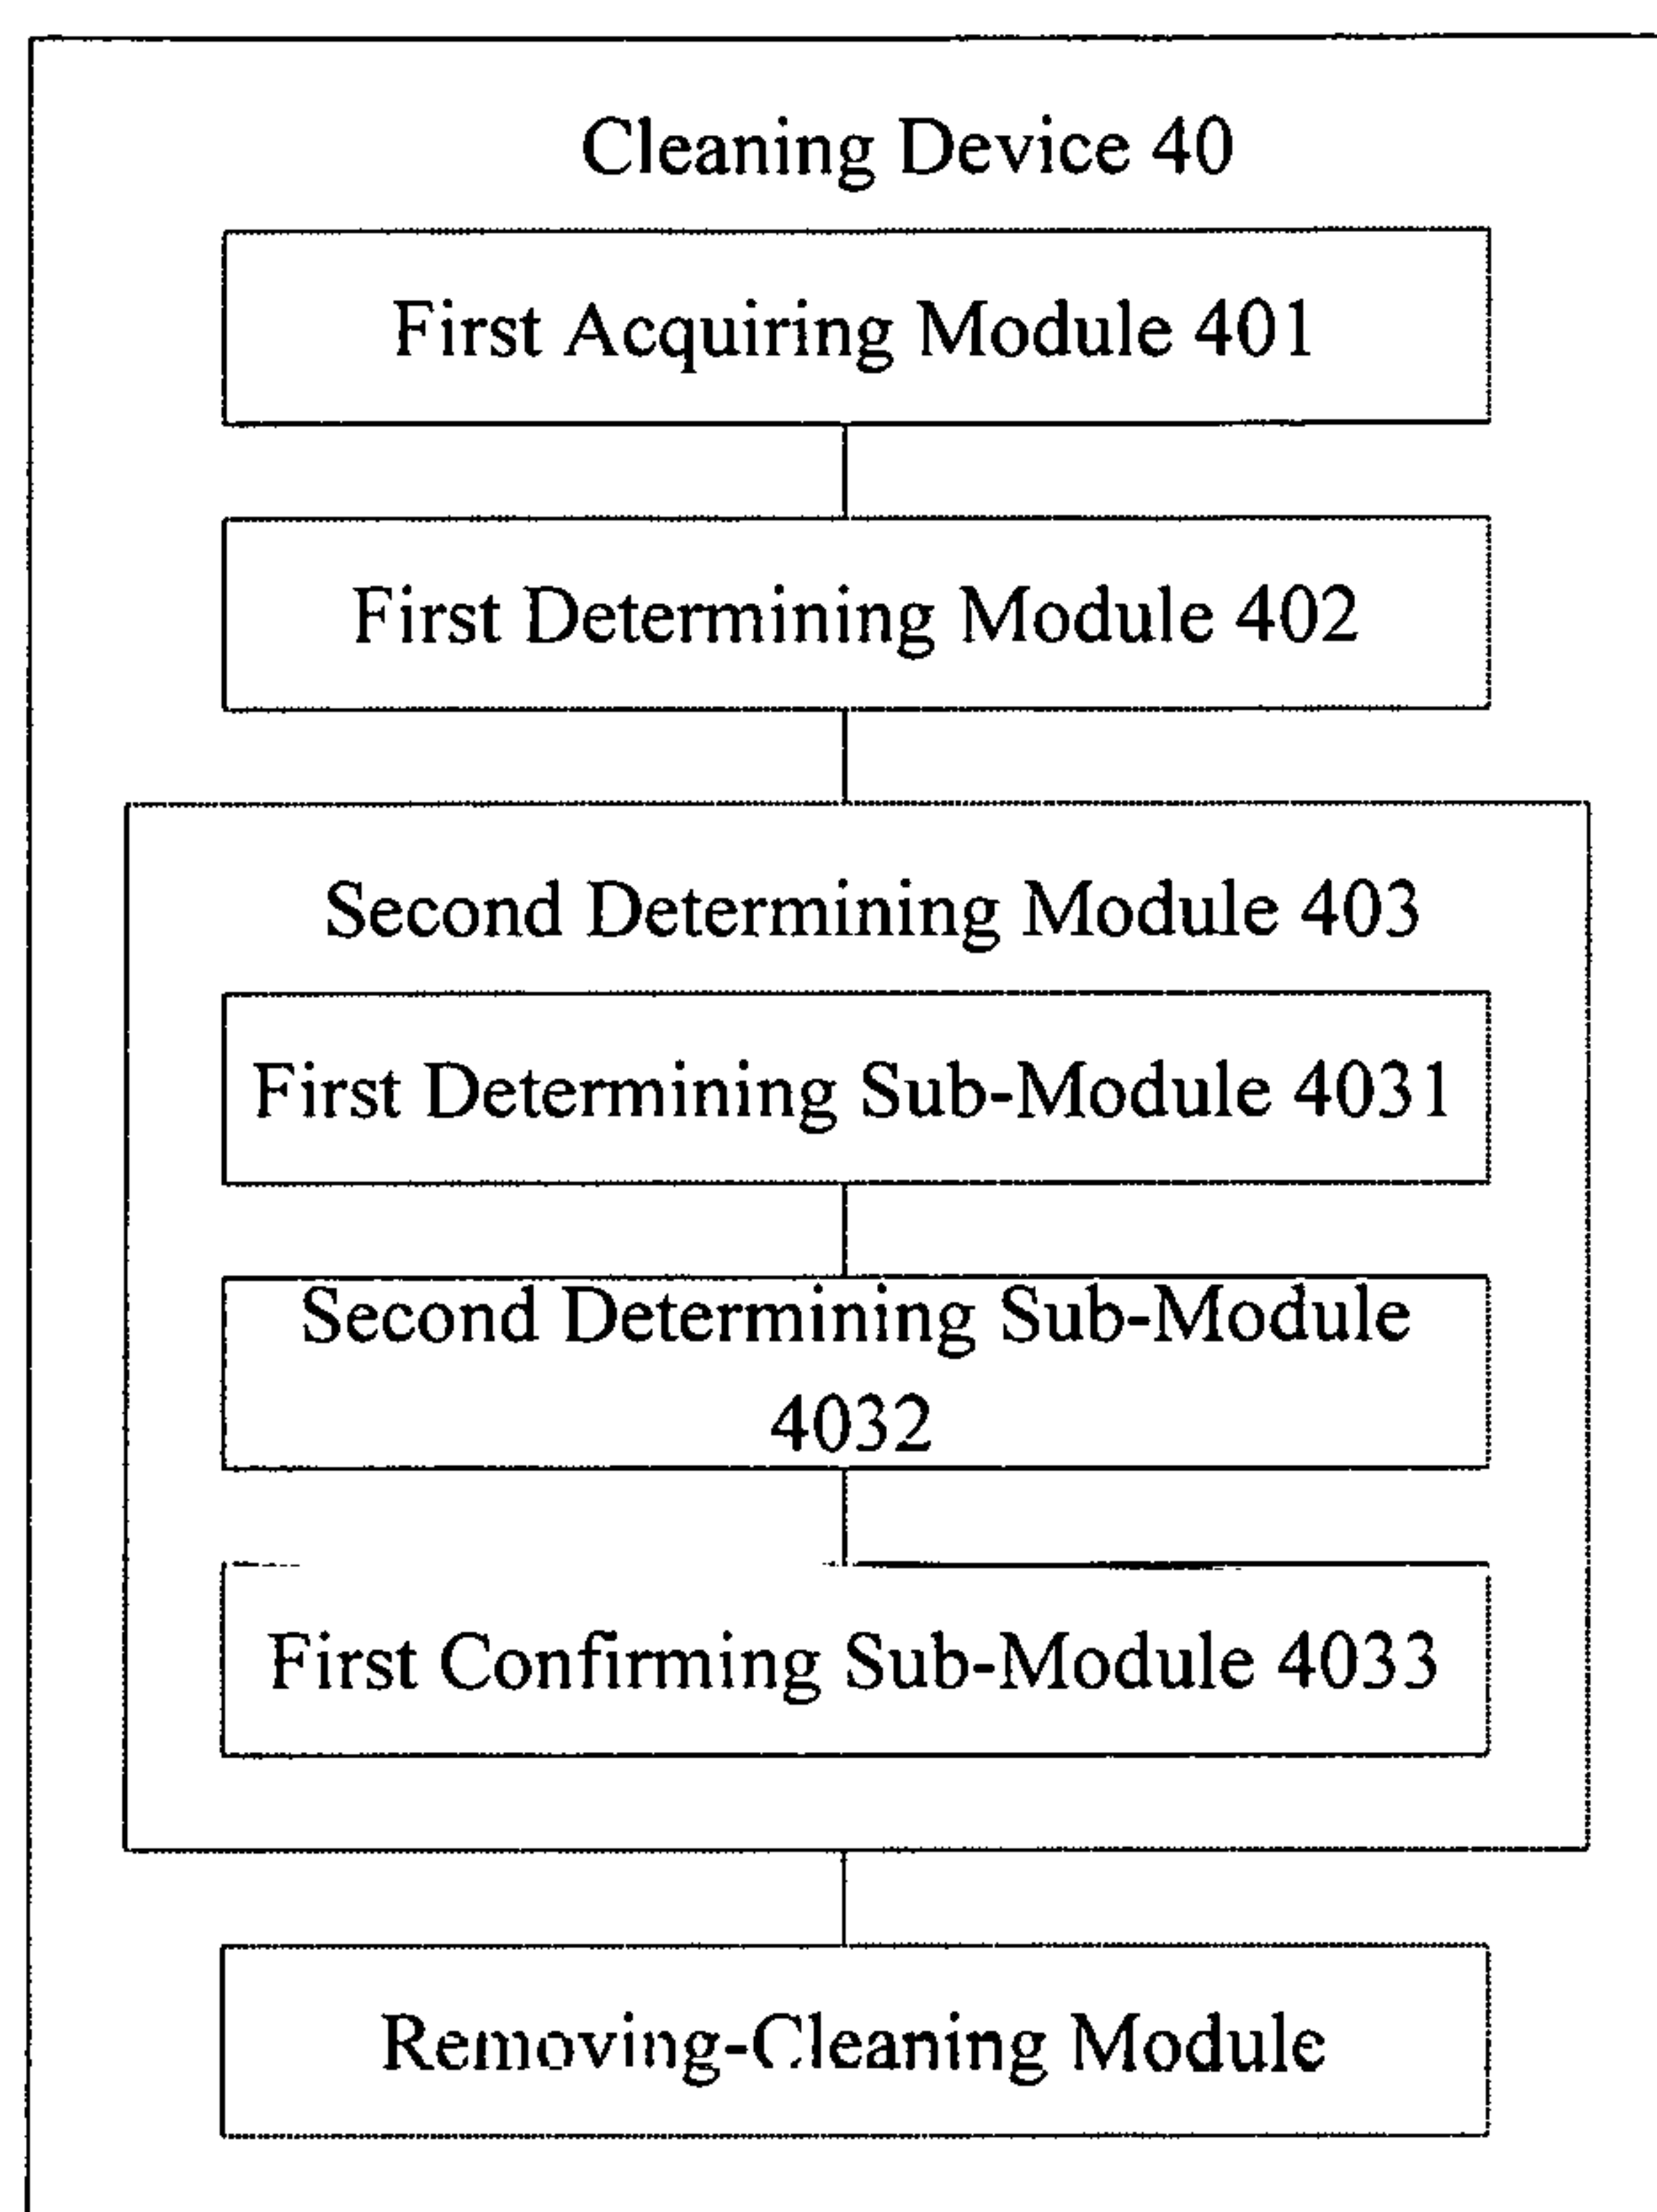 Cleaning Device 40
First Acquiring Module 401
First Determining Module 402
Second Determining Module 403
First Determining Sub-Module 4031
Second Determining Sub-Module
4032
First Confirming Sub-Module 4033
Removing-Cleaning Module